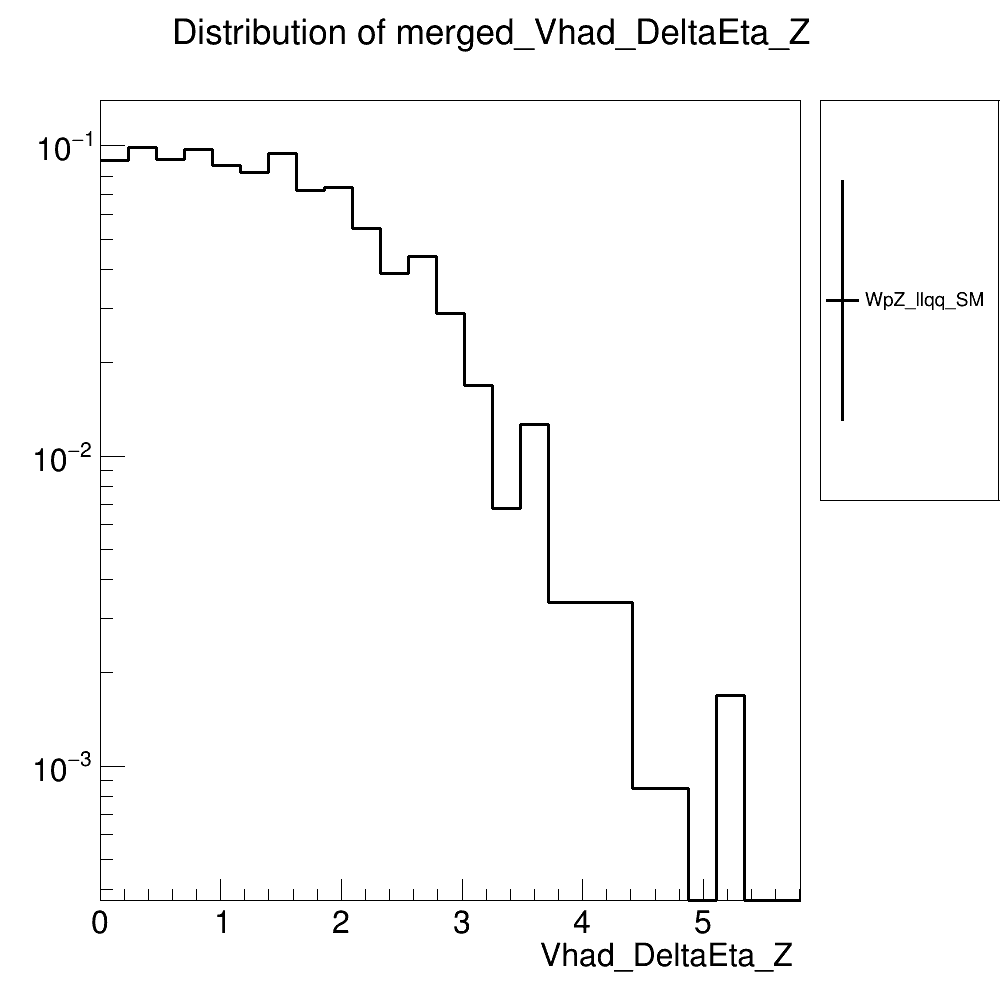 Distribution of merged_Vhad_DeltaEta_Z
10⁻¹
10⁻²
10⁻³
0 1 2 3 4 5
Vhad_DeltaEta_Z
WpZ_llqq_SM